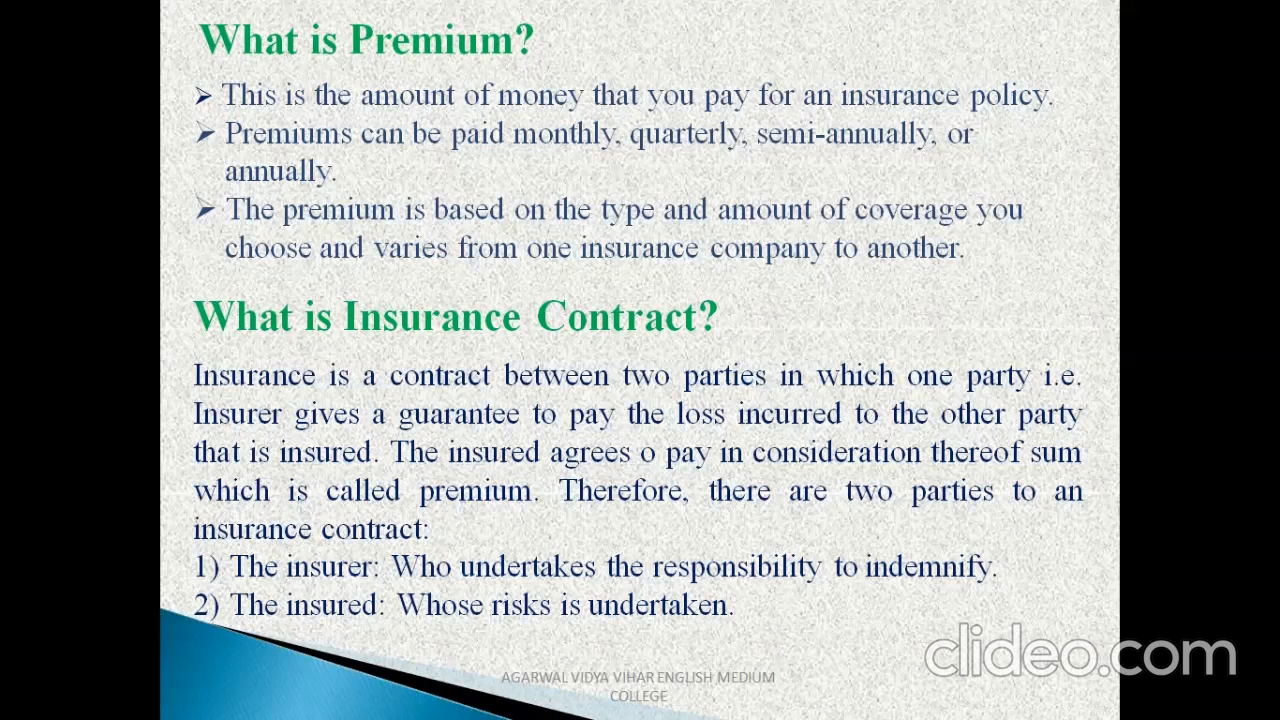 What is Premium?
➢ This is the amount of money that you pay for an insurance policy.
➢ Premiums can be paid monthly, quarterly, semi-annually, or
annually.
➢ The premium is based on the type and amount of coverage you
choose and varies from one insurance company to another.
What is Insurance Contract?
Insurance is a contract between two parties in which one party i.e.
Insurer gives a guarantee to pay the loss incurred to the other party
that is insured. The insured agrees o pay in consideration thereof sum
which is called premium. Therefore, there are two parties to an
insurance contract:
1) The insurer: Who undertakes the responsibility to indemnify.
2) The insured: Whose risks is undertaken.
AGARWAL VIDYA VIHAR ENGLISH MEDIUM
COLLEGE
clideo.com